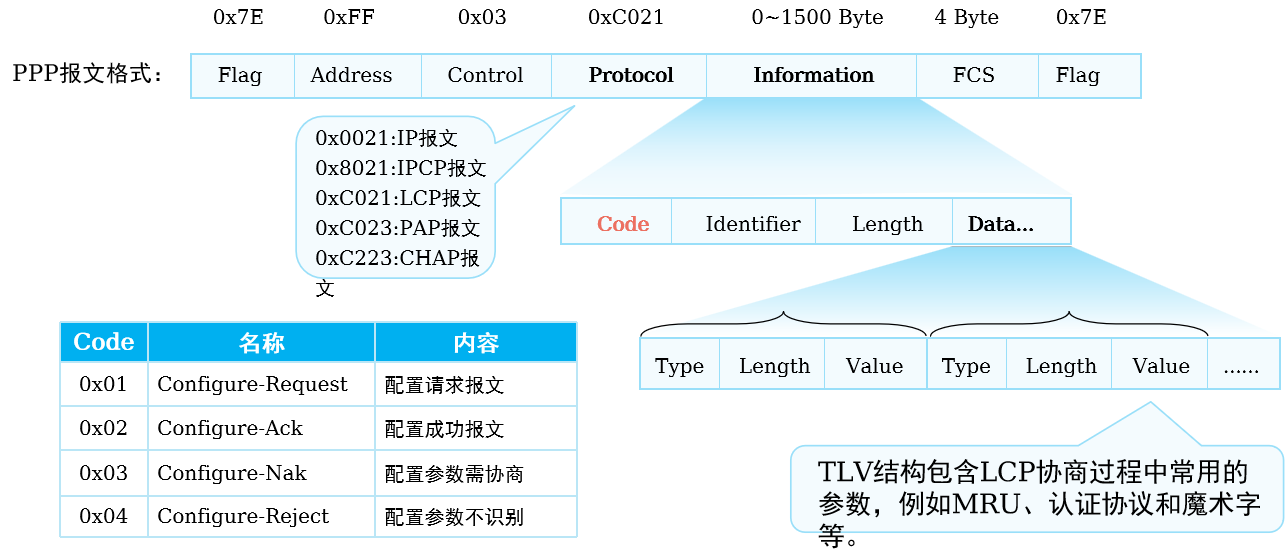 0x7E 0xFF 0x03 0xC021 0~1500 Byte 4 Byte 0x7E
PPP报文格式： Flag Address Control Protocol Information FCS Flag
0x0021:IP报文
0x8021:IPCP报文
0xC021:LCP报文
0xC023:PAP报文
0xC223:CHAP报
文
Code Identifier Length Data...
Type Length Value Type Length Value ......
Code 名称 内容
0x01 Configure-Request 配置请求报文
0x02 Configure-Ack 配置成功报文
0x03 Configure-Nak 配置参数需协商
0x04 Configure-Reject 配置参数不识别
TLV结构包含LCP协商过程中常用的
参数，例如MRU、认证协议和魔术字
等。